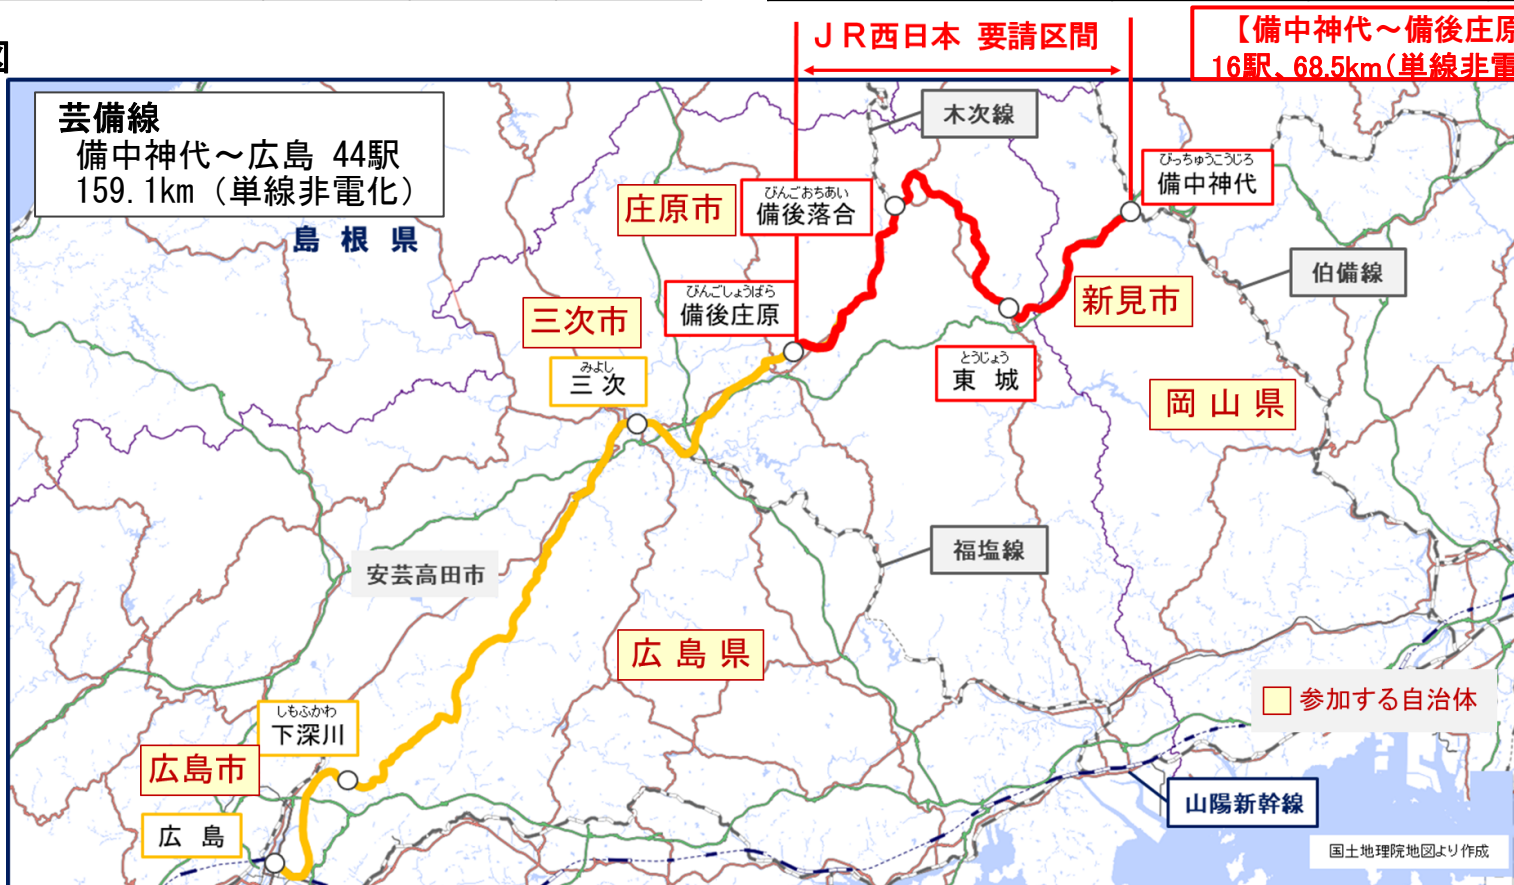 ＪＲ西日本 要請区間
【備中神代～備後庄原
16駅、68.5km（単線非電
図
芸備線
備中神代～広島 44駅
159.1km（単線非電化）
島根県
木次線
びっちゅうこうじろ
備中神代
庄原市
びんごおちあい
備後落合
伯備線
びんごしょうばら
備後庄原
新見市
三次市
みよし
三次
とうじょう
東城
岡山県
福塩線
安芸高田市
広島県
参加する自治体
しもふかわ
下深川
広島市
山陽新幹線
広島
国土地理院地図より作成